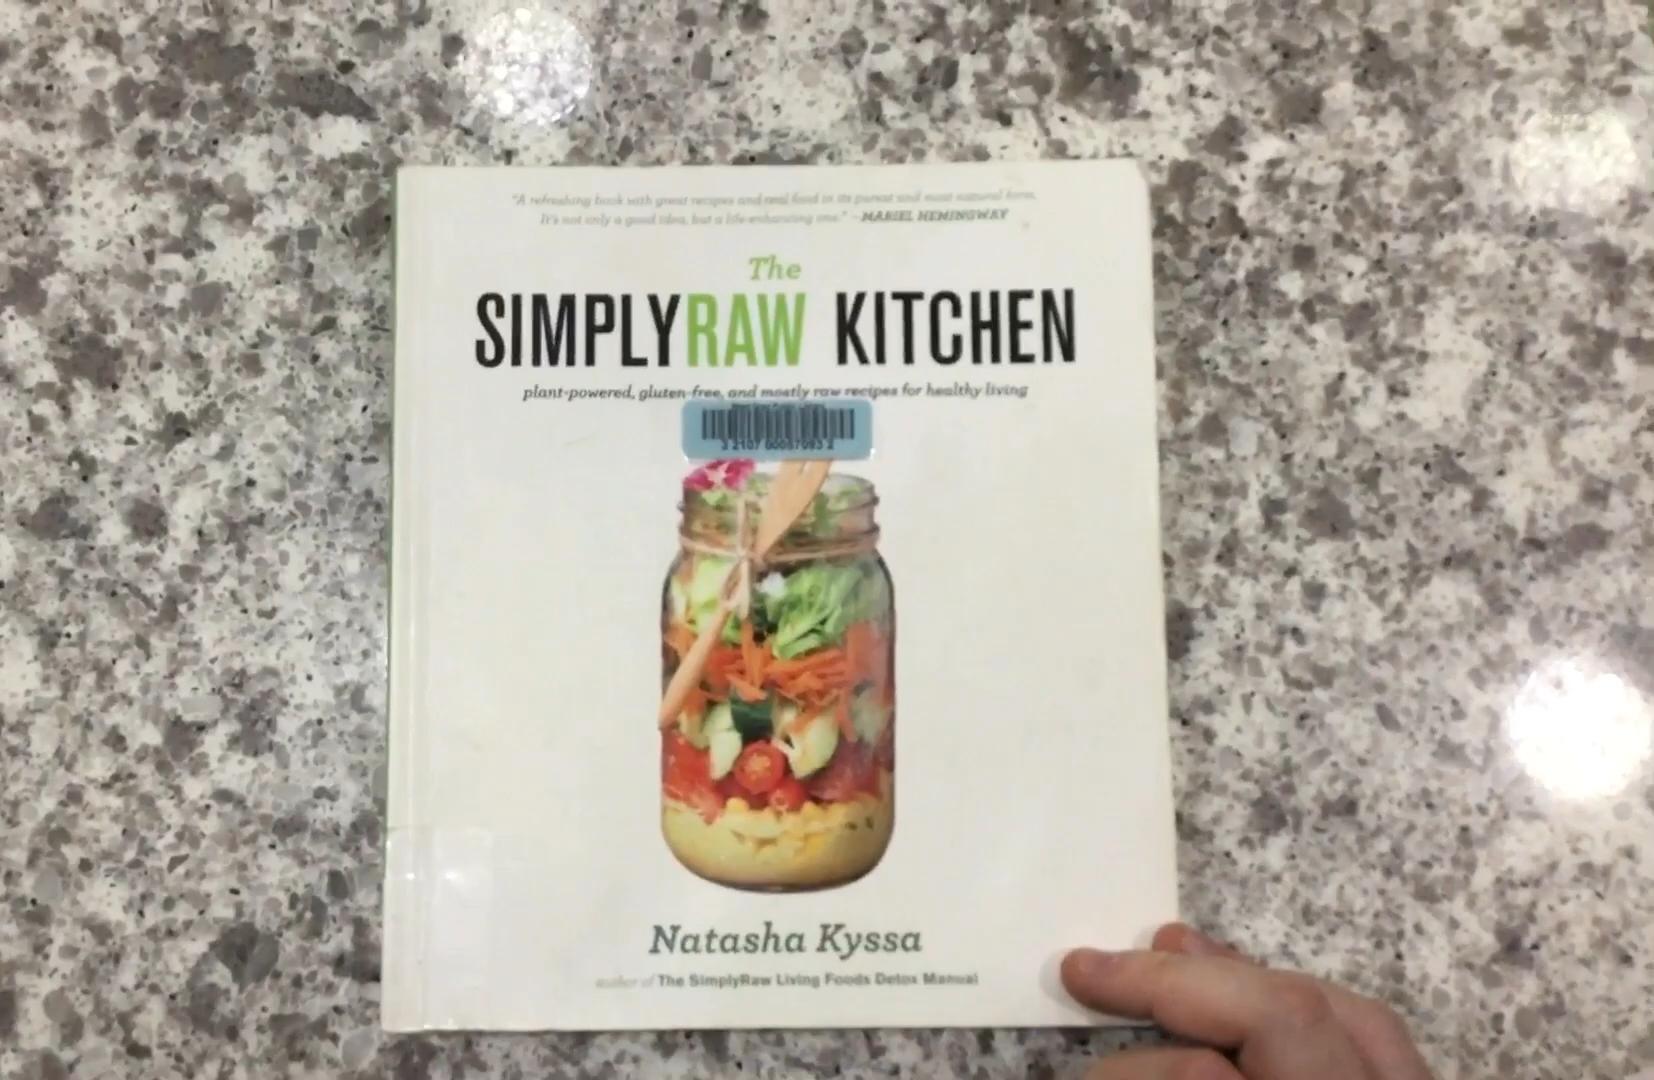 "A refreshing book with great recipes and real food in its purest and most natural form.
It's not only a good idea, but a life-enhancing one." —MARIEL HEMINGWAY
The
SIMPLYRAW KITCHEN
plant-powered, gluten-free, and mostly raw recipes for healthy living
Natasha Kyssa
author of The SimplyRaw Living Foods Detox Manual